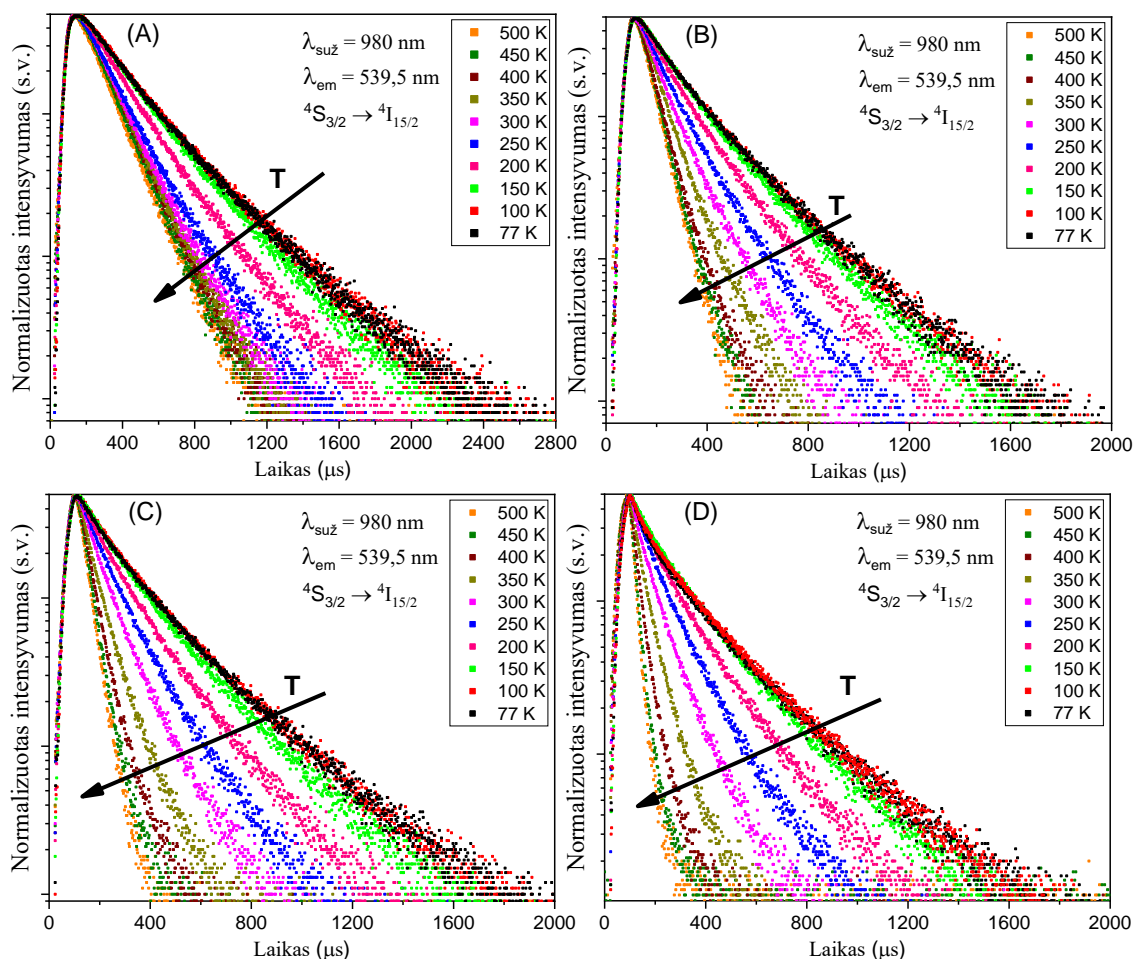 (A)
λsuž = 980 nm
λem = 539,5 nm
⁴S3/2 → ⁴I15/2
500 K
450 K
400 K
350 K
300 K
250 K
200 K
150 K
100 K
77 K
T
Normalizuotas intensyvumas (s.v.)
0 400 800 1200 1600 2000 2400 2800
Laikas (μs)
(B)
λsuž = 980 nm
λem = 539,5 nm
⁴S3/2 → ⁴I15/2
500 K
450 K
400 K
350 K
300 K
250 K
200 K
150 K
100 K
77 K
T
Normalizuotas intensyvumas (s.v.)
0 400 800 1200 1600 2000
Laikas (μs)
(C)
λsuž = 980 nm
λem = 539,5 nm
⁴S3/2 → ⁴I15/2
500 K
450 K
400 K
350 K
300 K
250 K
200 K
150 K
100 K
77 K
T
Normalizuotas intensyvumas (s.v.)
0 400 800 1200 1600 2000
Laikas (μs)
(D)
λsuž = 980 nm
λem = 539,5 nm
⁴S3/2 → ⁴I15/2
500 K
450 K
400 K
350 K
300 K
250 K
200 K
150 K
100 K
77 K
T
Normalizuotas intensyvumas (s.v.)
0 400 800 1200 1600 2000
Laikas (μs)